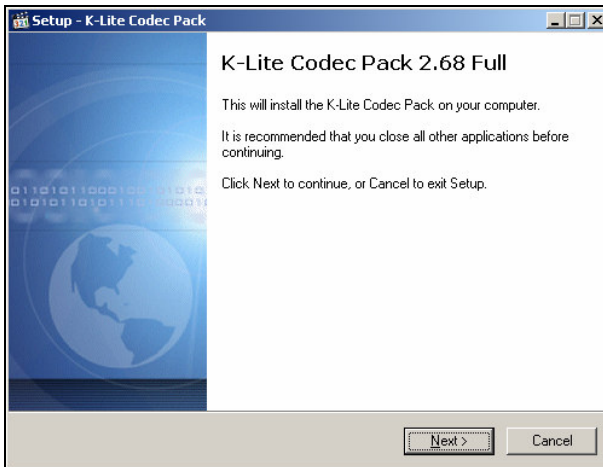 Setup - K-Lite Codec Pack
K-Lite Codec Pack 2.68 Full
This will install the K-Lite Codec Pack on your computer.
It is recommended that you close all other applications before
continuing.
Click Next to continue, or Cancel to exit Setup.
Next >
Cancel